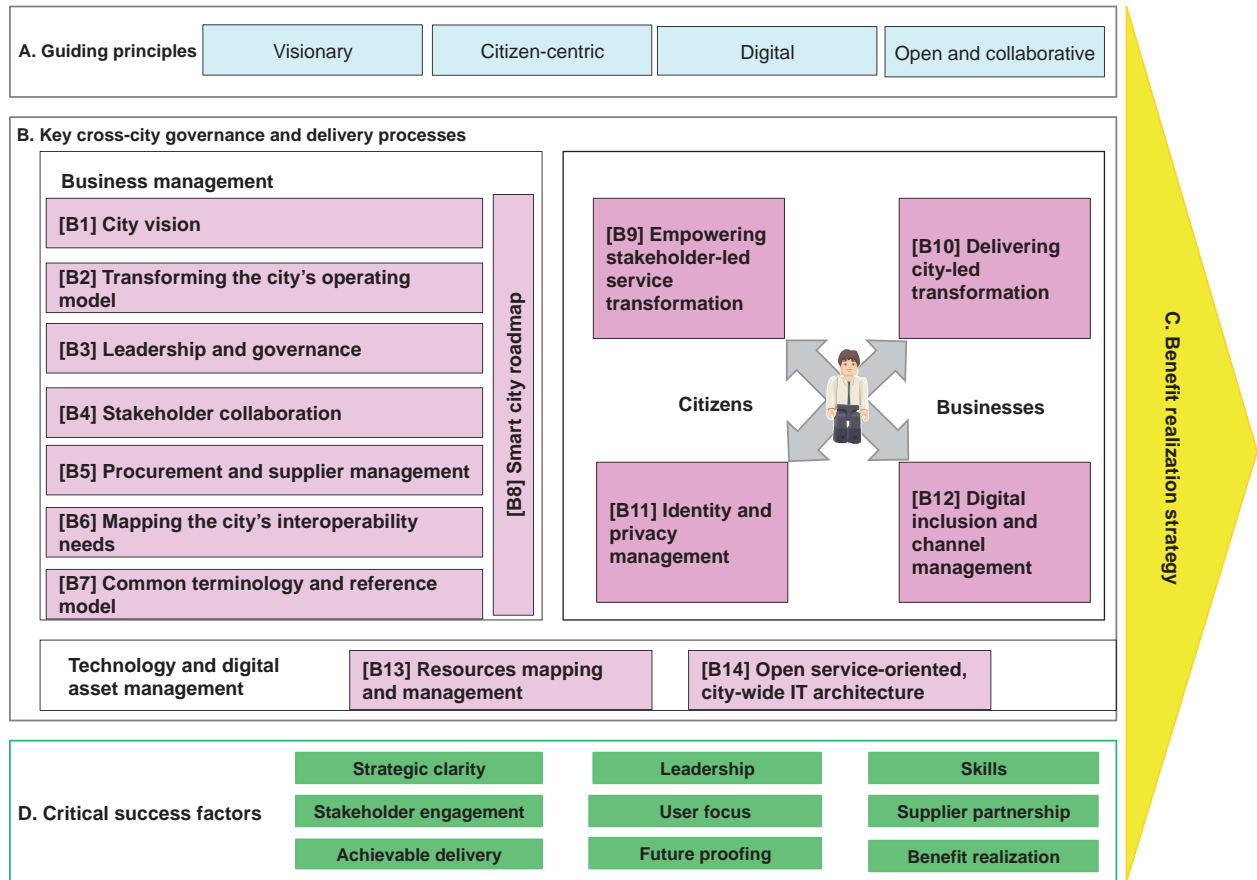 A. Guiding principles
Visionary
Citizen-centric
Digital
Open and collaborative
B. Key cross-city governance and delivery processes
Business management
[B1] City vision
[B2] Transforming the city’s operating
model
[B3] Leadership and governance
[B4] Stakeholder collaboration
[B5] Procurement and supplier management
[B6] Mapping the city’s interoperability
needs
[B7] Common terminology and reference
model
[B8] Smart city roadmap
[B9] Empowering
stakeholder-led
service
transformation
[B10] Delivering
city-led
transformation
Citizens
Businesses
[B11] Identity and
privacy
management
[B12] Digital
inclusion and
channel
management
Technology and digital
asset management
[B13] Resources mapping
and management
[B14] Open service-oriented,
city-wide IT architecture
C. Benefit realization strategy
D. Critical success factors
Strategic clarity
Leadership
Skills
Stakeholder engagement
User focus
Supplier partnership
Achievable delivery
Future proofing
Benefit realization